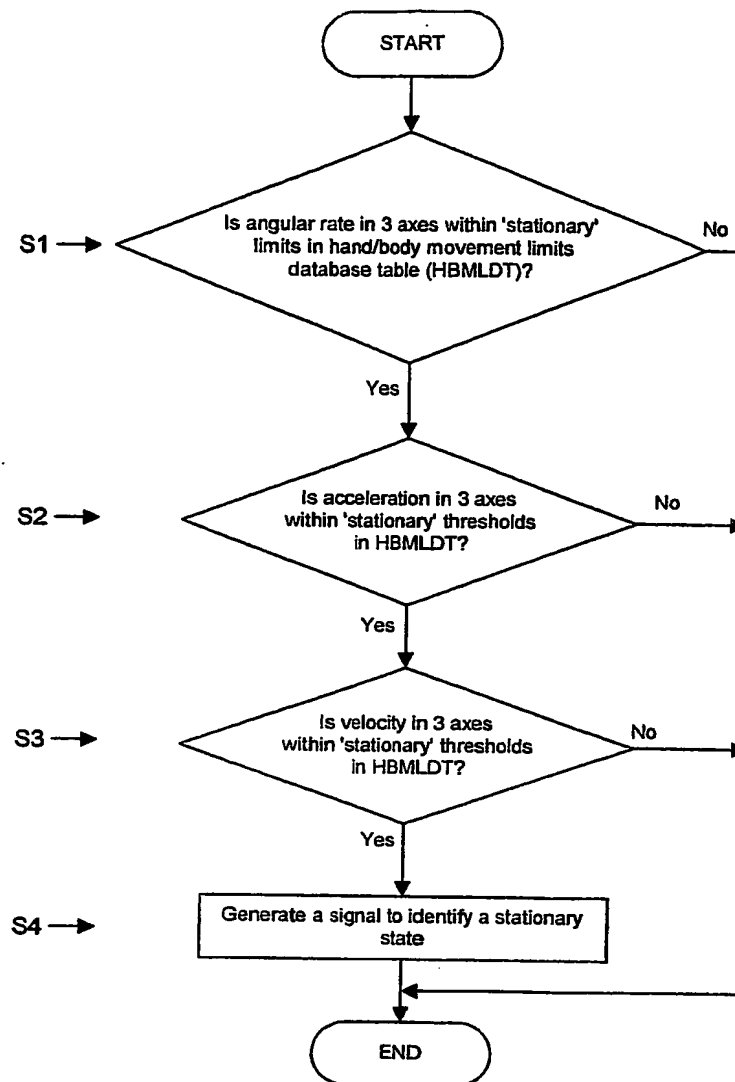 START
S1
Is angular rate in 3 axes within 'stationary'
limits in hand/body movement limits
database table (HBMLDT)?
No
Yes
S2
Is acceleration in 3 axes
within 'stationary' thresholds
in HBMLDT?
No
Yes
S3
Is velocity in 3 axes
within 'stationary' thresholds
in HBMLDT?
No
Yes
S4
Generate a signal to identify a stationary
state
END